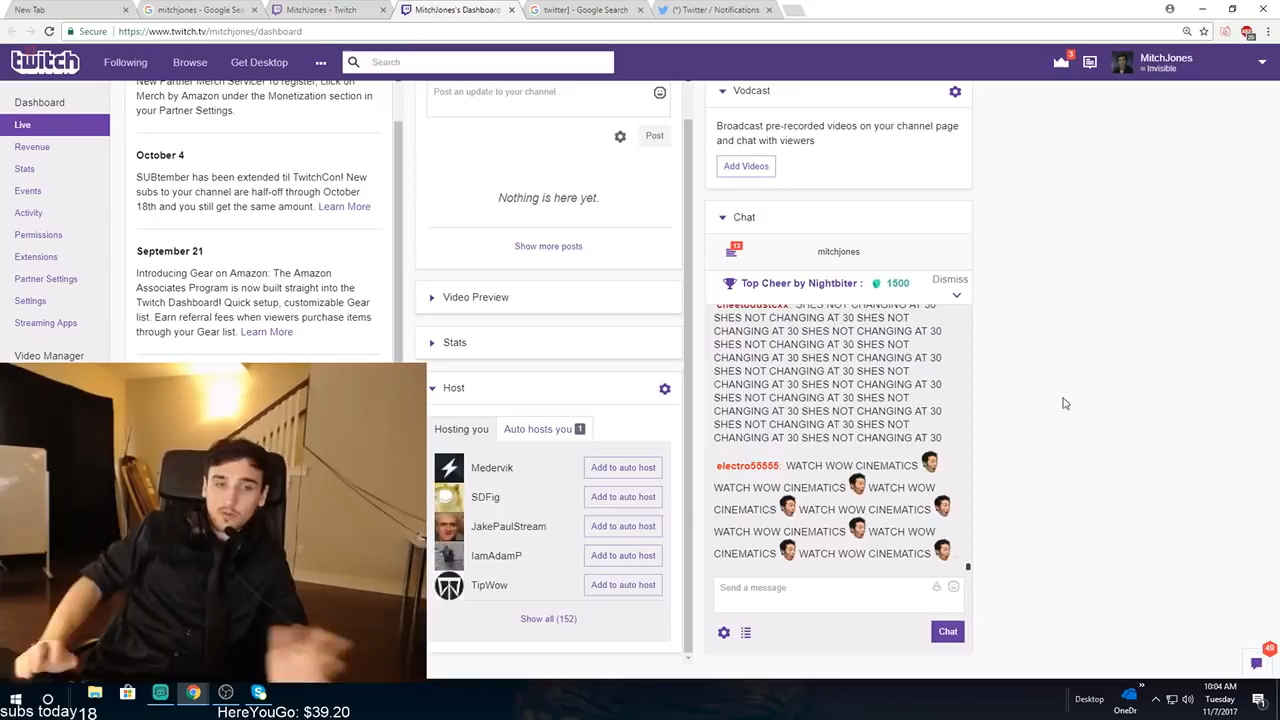 New Tab
mitchjones - Google Sea
MitchJones - Twitch
MitchJones's Dashboard
twitter] - Google Search
(*) Twitter / Notifications
Secure
https://www.twitch.tv/mitchjones/dashboard
twitch
Following
Browse
Get Desktop
Search
3
MitchJones
Invisible
Dashboard
Live
Revenue
Stats
Events
Activity
Permissions
Extensions
Partner Settings
Settings
Streaming Apps
Video Manager
New Partner Merch Servicer To register, click on
Merch by Amazon under the Monetization section in
your Partner Settings.
October 4
SUBtember has been extended til TwitchCon! New
subs to your channel are half-off through October
18th and you still get the same amount. Learn More
September 21
Introducing Gear on Amazon: The Amazon
Associates Program is now built straight into the
Twitch Dashboard! Quick setup, customizable Gear
list. Earn referral fees when viewers purchase items
through your Gear list. Learn More
Post an update to your channel...
Post
Nothing is here yet.
Show more posts
Video Preview
Stats
Host
Hosting you
Auto hosts you 1
Medervik
Add to auto host
SDFig
Add to auto host
JakePaulStream
Add to auto host
IamAdamP
Add to auto host
TipWow
Add to auto host
Show all (152)
Vodcast
Broadcast pre-recorded videos on your channel page
and chat with viewers
Add Videos
Chat
13
mitchjones
Top Cheer by Nightbiter : 1500
Dismiss
cheetodustcxx: SHES NOT CHANGING AT 30
SHES NOT CHANGING AT 30 SHES NOT
CHANGING AT 30 SHES NOT CHANGING AT 30
SHES NOT CHANGING AT 30 SHES NOT
CHANGING AT 30 SHES NOT CHANGING AT 30
SHES NOT CHANGING AT 30 SHES NOT
CHANGING AT 30 SHES NOT CHANGING AT 30
SHES NOT CHANGING AT 30 SHES NOT
CHANGING AT 30 SHES NOT CHANGING AT 30
SHES NOT CHANGING AT 30 SHES NOT
CHANGING AT 30 SHES NOT CHANGING AT 30
electro55555: WATCH WOW CINEMATICS
WATCH WOW CINEMATICS WATCH WOW
CINEMATICS WATCH WOW CINEMATICS
WATCH WOW CINEMATICS WATCH WOW
CINEMATICS WATCH WOW CINEMATICS
Send a message
Chat
49
subs today18
HereYouGo: $39.20
Desktop
OneDr
10:04 AM
Tuesday
11/7/2017